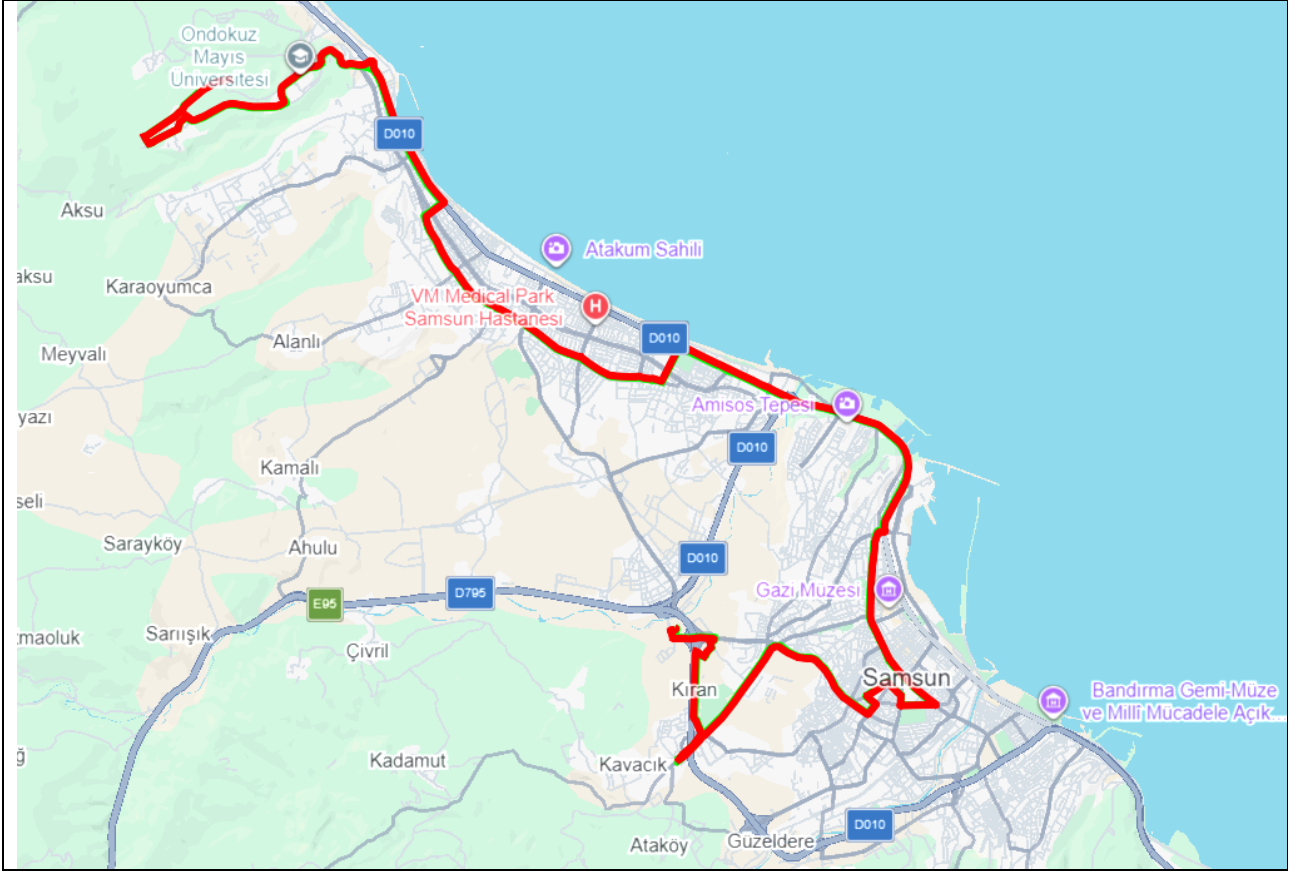 Ondokuz
Mayıs
Üniversitesi
D010
Aksu
Atakum Sahili
aksu
Karaoyumca
VM Medical Park
Samsun Hastanesi
D010
Alanlı
Meyvalı
Amisos Tepesi
yazı
D010
Kamalı
seli
Sarayköy
Ahulu
D010
Gazi Müzesi
E95
D795
tmaoluk
Sarıışık
Çivril
Samsun
Kıran
Bandırma Gemi-Müze
ve Millî Mücadele Açık...
ğ
Kadamut
Kavacık
D010
Ataköy
Güzeldere